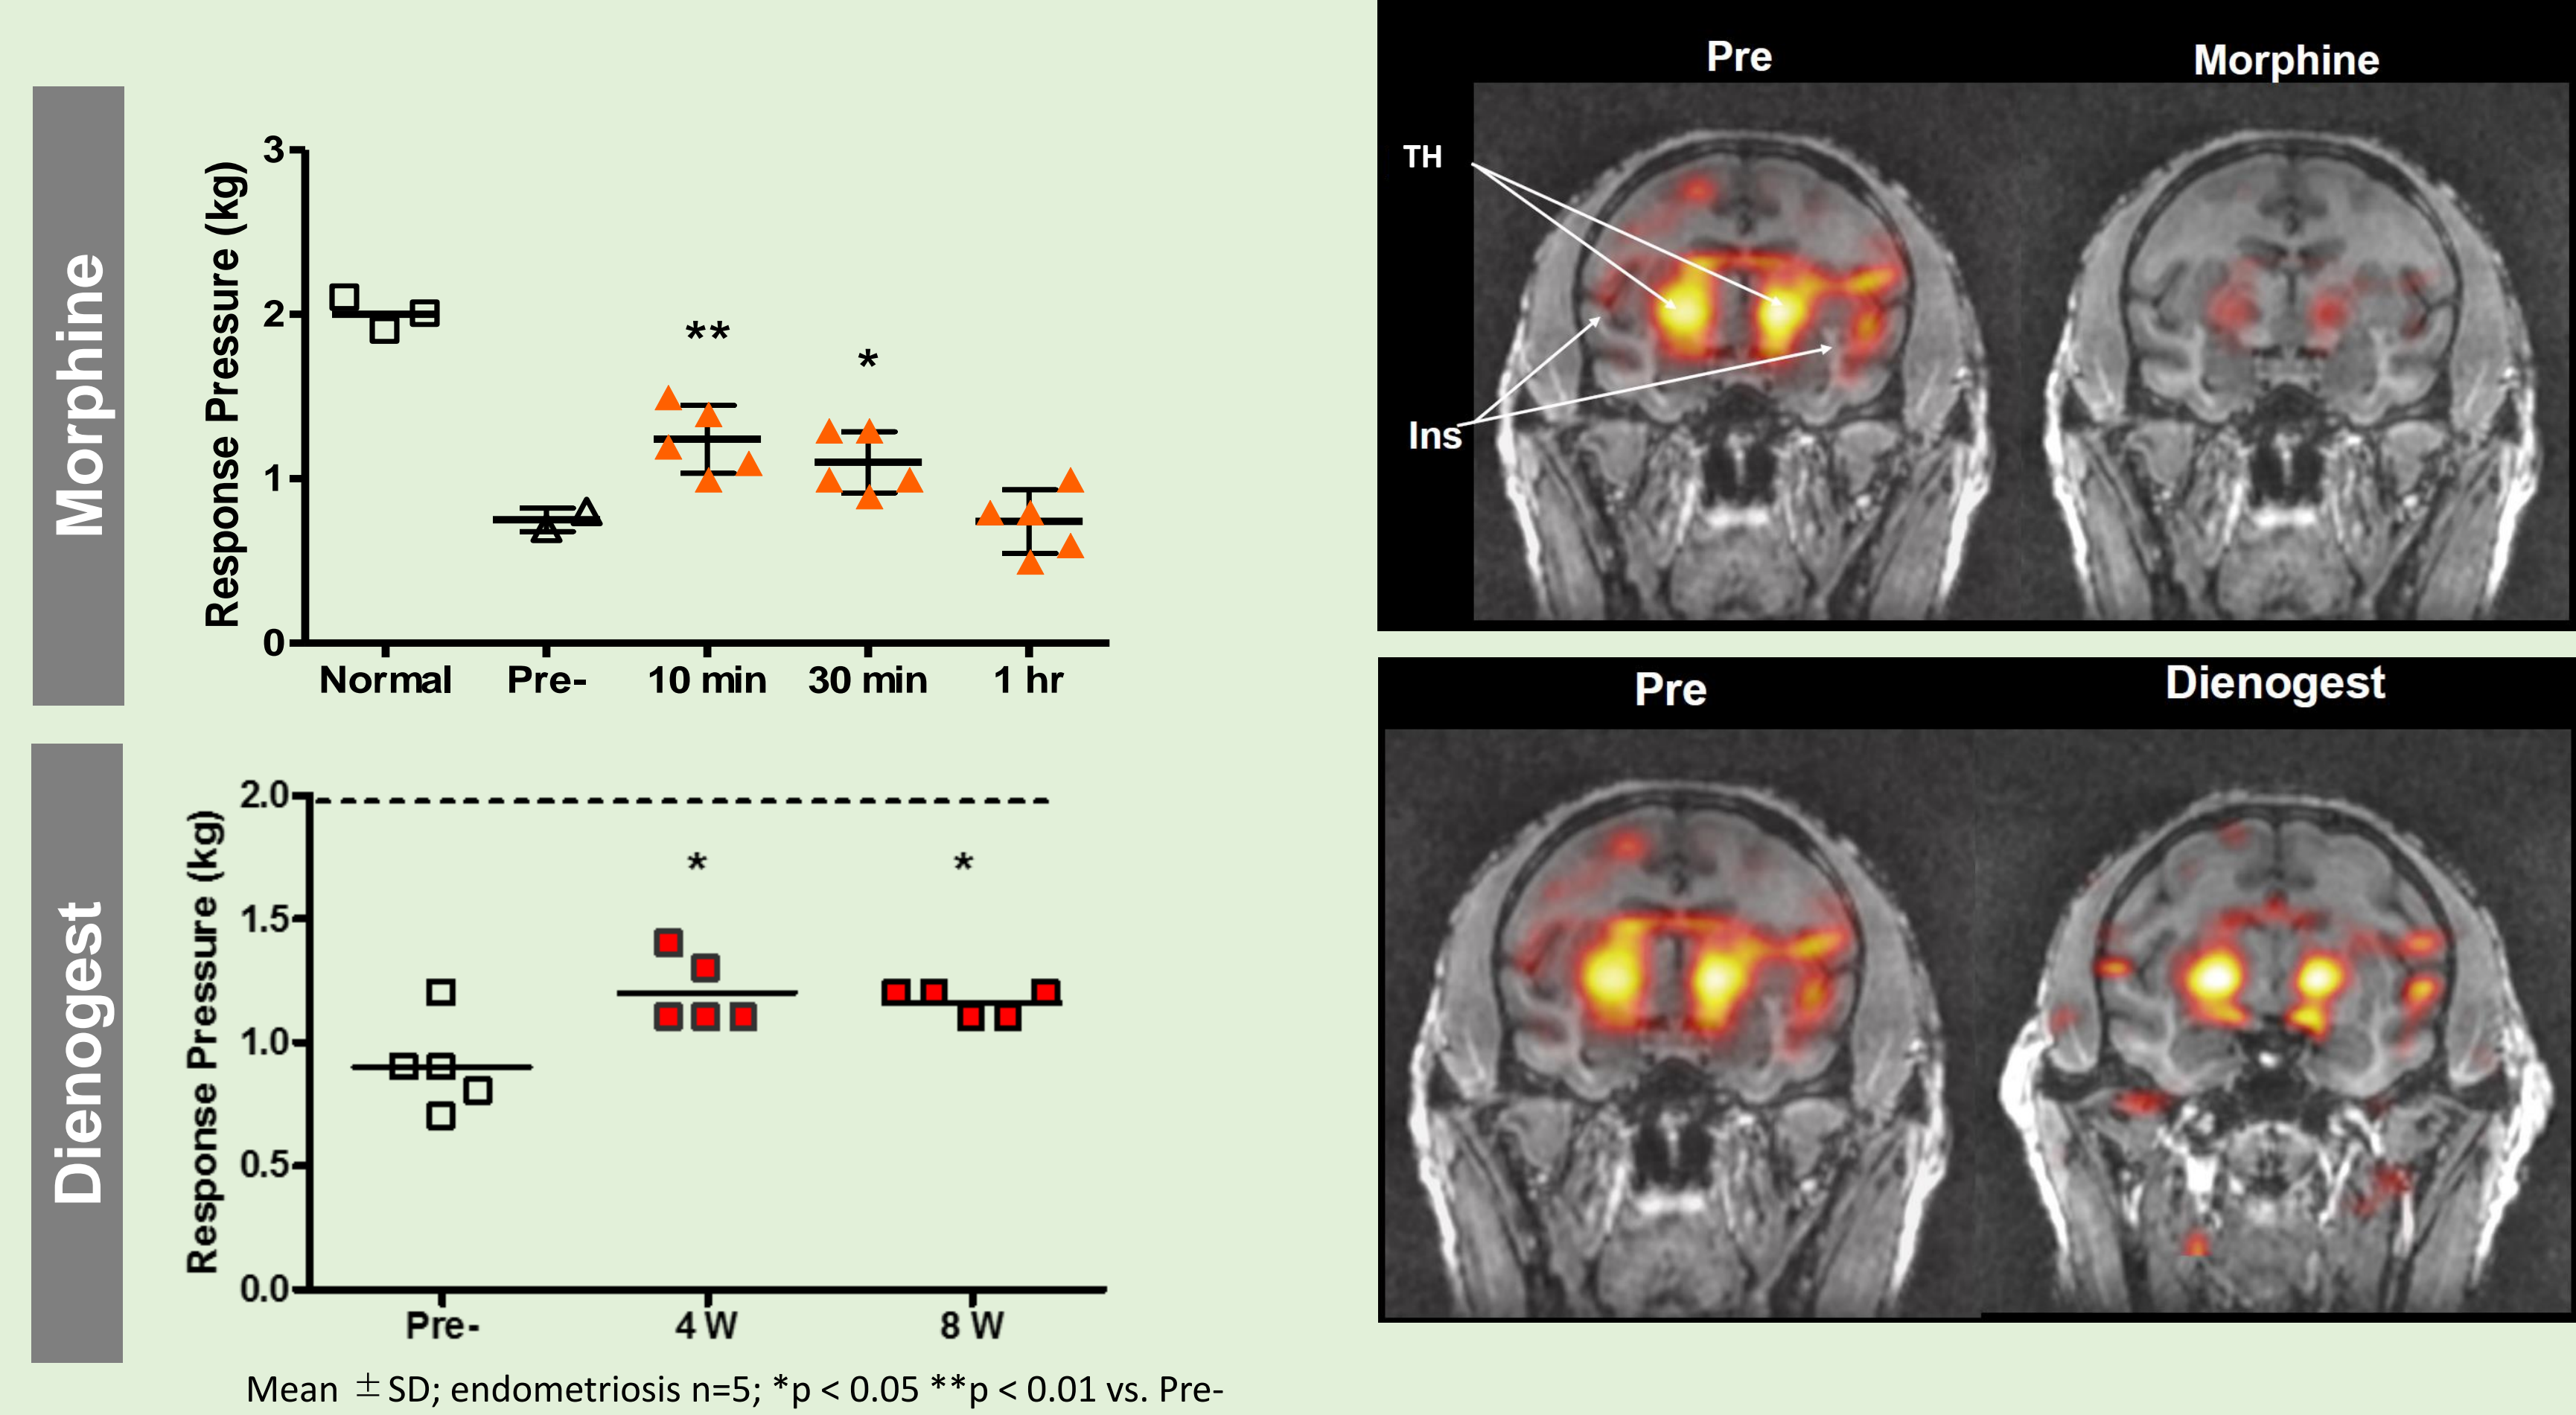 Morphine
Response Pressure (kg)
3
2
1
0
**
*
Normal Pre- 10 min 30 min 1 hr
Pre Morphine
TH
Ins
Dienogest
Response Pressure (kg)
2.0
1.5
1.0
0.5
0.0
* *
Pre- 4 W 8 W
Pre Dienogest
Mean ±SD; endometriosis n=5; *p < 0.05 **p < 0.01 vs. Pre-